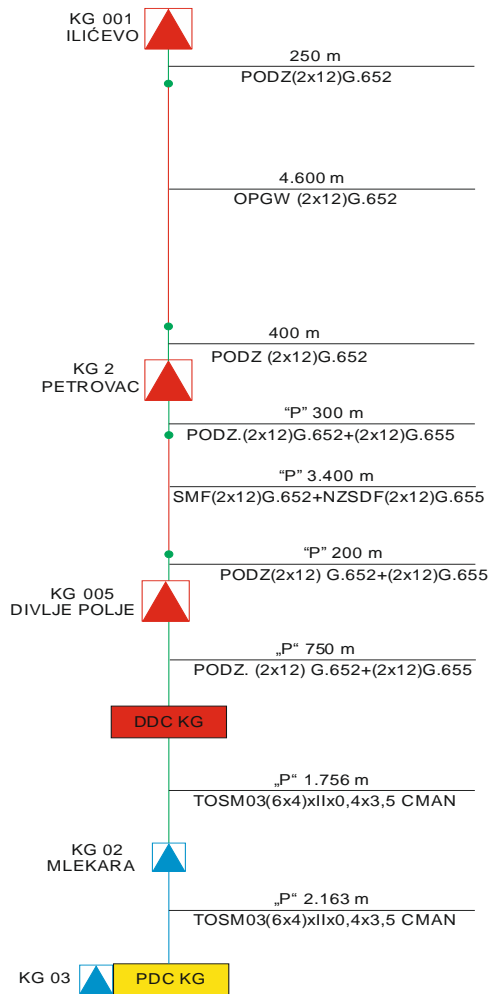 KG 001
ILIĆEVO
250 m
PODZ(2x12)G.652
4.600 m
OPGW (2x12)G.652
400 m
PODZ (2x12)G.652
KG 2
PETROVAC
“P” 300 m
PODZ.(2x12)G.652+(2x12)G.655
“P” 3.400 m
SMF(2x12)G.652+NZSDF(2x12)G.655
“P” 200 m
PODZ(2x12) G.652+(2x12)G.655
KG 005
DIVLJE POLJE
„P“ 750 m
PODZ. (2x12) G.652+(2x12)G.655
DDC KG
„P“ 1.756 m
TOSM03(6x4)xIIx0,4x3,5 CMAN
KG 02
MLEKARA
„P“ 2.163 m
TOSM03(6x4)xIIx0,4x3,5 CMAN
KG 03
PDC KG